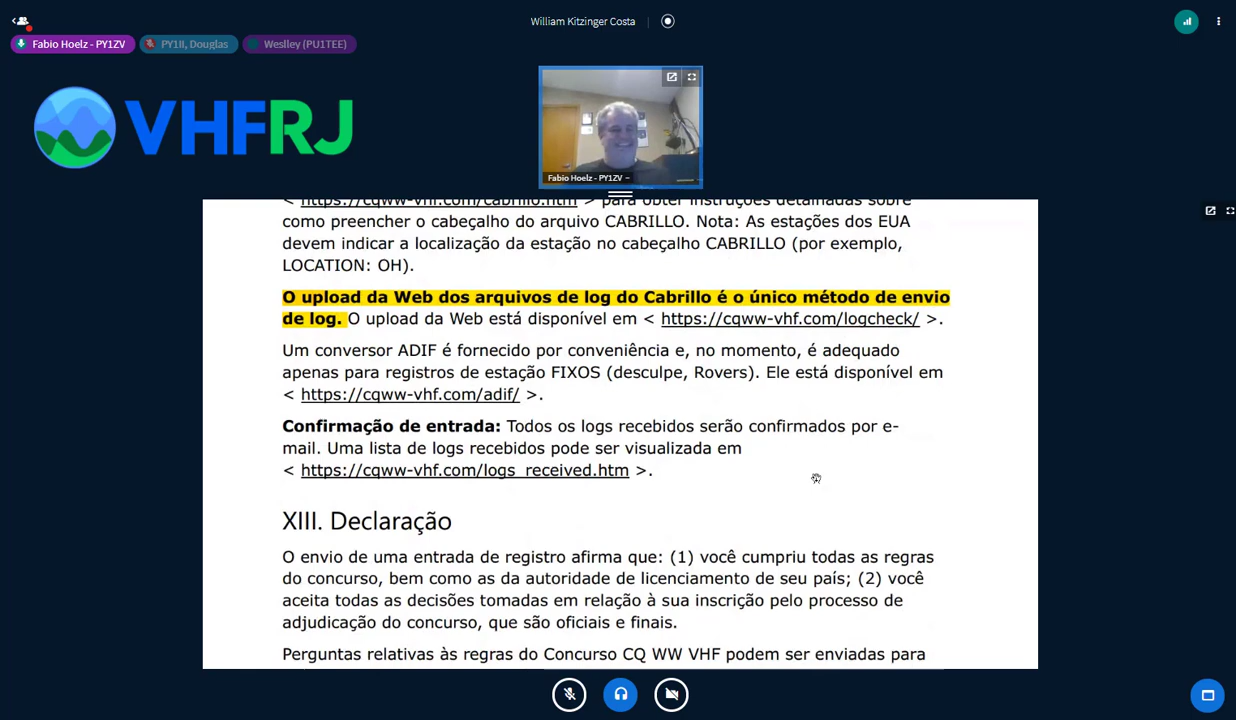 William Kitzinger Costa
Fabio Hoelz - PY1ZV
PY1II, Douglas
Weslley (PU1TEE)
VHFRJ
Fabio Hoelz - PY1ZV
< https://cqww-vhf.com/cabrillo.htm > para obter instruções detalhadas sobre
como preencher o cabeçalho do arquivo CABRILLO. Nota: As estações dos EUA
devem indicar a localização da estação no cabeçalho CABRILLO (por exemplo,
LOCATION: OH).
O upload da Web dos arquivos de log do Cabrillo é o único método de envio
de log. O upload da Web está disponível em < https://cqww-vhf.com/logcheck/ >.
Um conversor ADIF é fornecido por conveniência e, no momento, é adequado
apenas para registros de estação FIXOS (desculpe, Rovers). Ele está disponível em
< https://cqww-vhf.com/adif/ >.
Confirmação de entrada: Todos os logs recebidos serão confirmados por e-
mail. Uma lista de logs recebidos pode ser visualizada em
< https://cqww-vhf.com/logs_received.htm >.
XIII. Declaração
O envio de uma entrada de registro afirma que: (1) você cumpriu todas as regras
do concurso, bem como as da autoridade de licenciamento de seu país; (2) você
aceita todas as decisões tomadas em relação à sua inscrição pelo processo de
adjudicação do concurso, que são oficiais e finais.
Perguntas relativas às regras do Concurso CQ WW VHF podem ser enviadas para